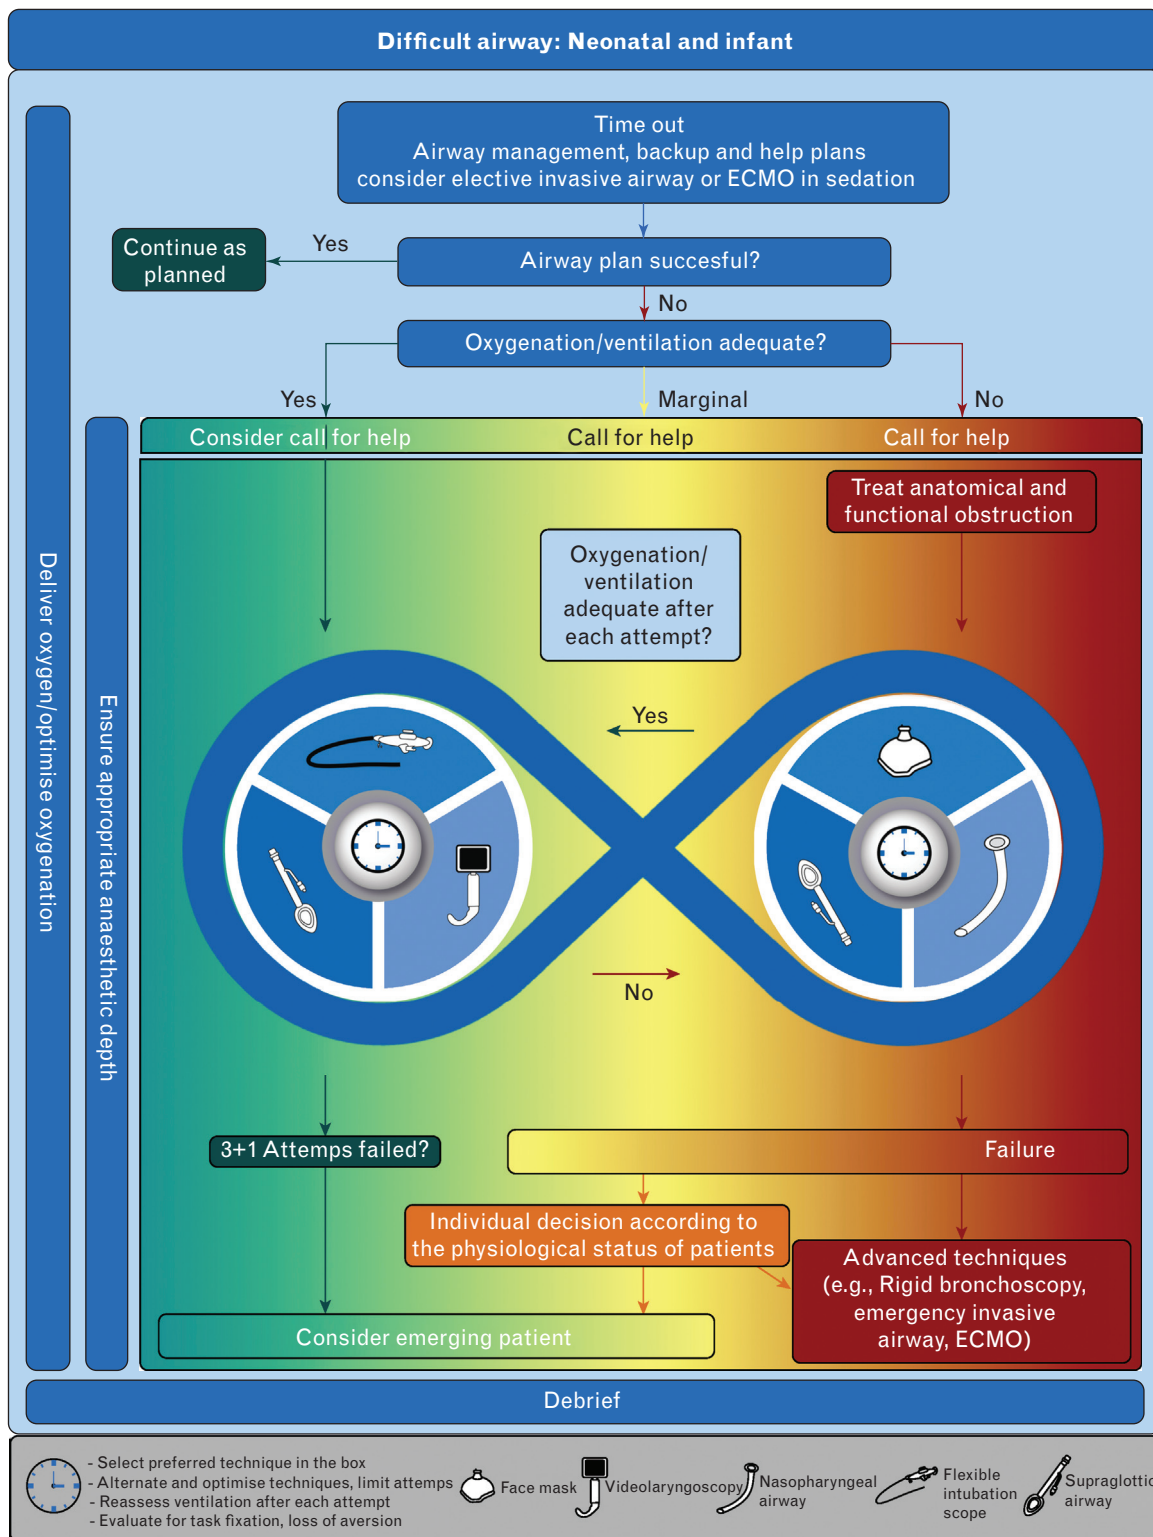 Difficult airway: Neonatal and infant
Time out
Airway management, backup and help plans
consider elective invasive airway or ECMO in sedation
Continue as
planned
Yes
Airway plan succesful?
No
Oxygenation/ventilation adequate?
Yes
Marginal
No
Consider call for help
Call for help
Call for help
Deliver oxygen/optimise oxygenation
Ensure appropriate anaesthetic depth
Treat anatomical and
functional obstruction
Oxygenation/
ventilation
adequate after
each attempt?
Yes
No
3+1 Attemps failed?
Failure
Individual decision according to
the physiological status of patients
Advanced techniques
(e.g., Rigid bronchoscopy,
emergency invasive
airway, ECMO)
Consider emerging patient
Debrief
- Select preferred technique in the box
- Alternate and optimise techniques, limit attemps
- Reassess ventilation after each attempt
- Evaluate for task fixation, loss of aversion
Face mask
Videolaryngoscopy
Nasopharyngeal
airway
Flexible
intubation
scope
Supraglottic
airway